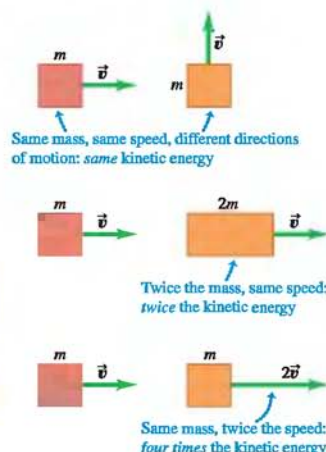 m
v⃗
v⃗
m
Same mass, same speed, different directions
of motion: same kinetic energy
m
v⃗
2m
v⃗
Twice the mass, same speed:
twice the kinetic energy
m
v⃗
m
2v⃗
Same mass, twice the speed:
four times the kinetic energy